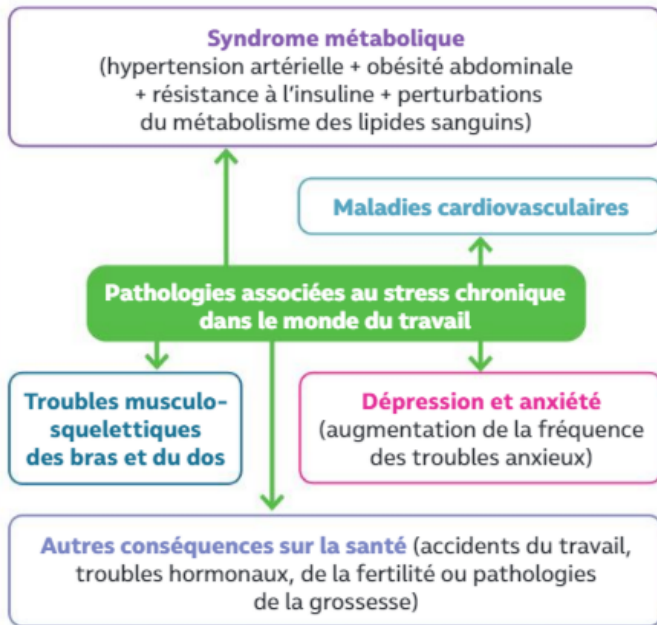 Syndrome métabolique
(hypertension artérielle + obésité abdominale
+ résistance à l'insuline + perturbations
du métabolisme des lipides sanguins)
Maladies cardiovasculaires
Pathologies associées au stress chronique
dans le monde du travail
Troubles musculo-
squelettiques
des bras et du dos
Dépression et anxiété
(augmentation de la fréquence
des troubles anxieux)
Autres conséquences sur la santé (accidents du travail,
troubles hormonaux, de la fertilité ou pathologies
de la grossesse)